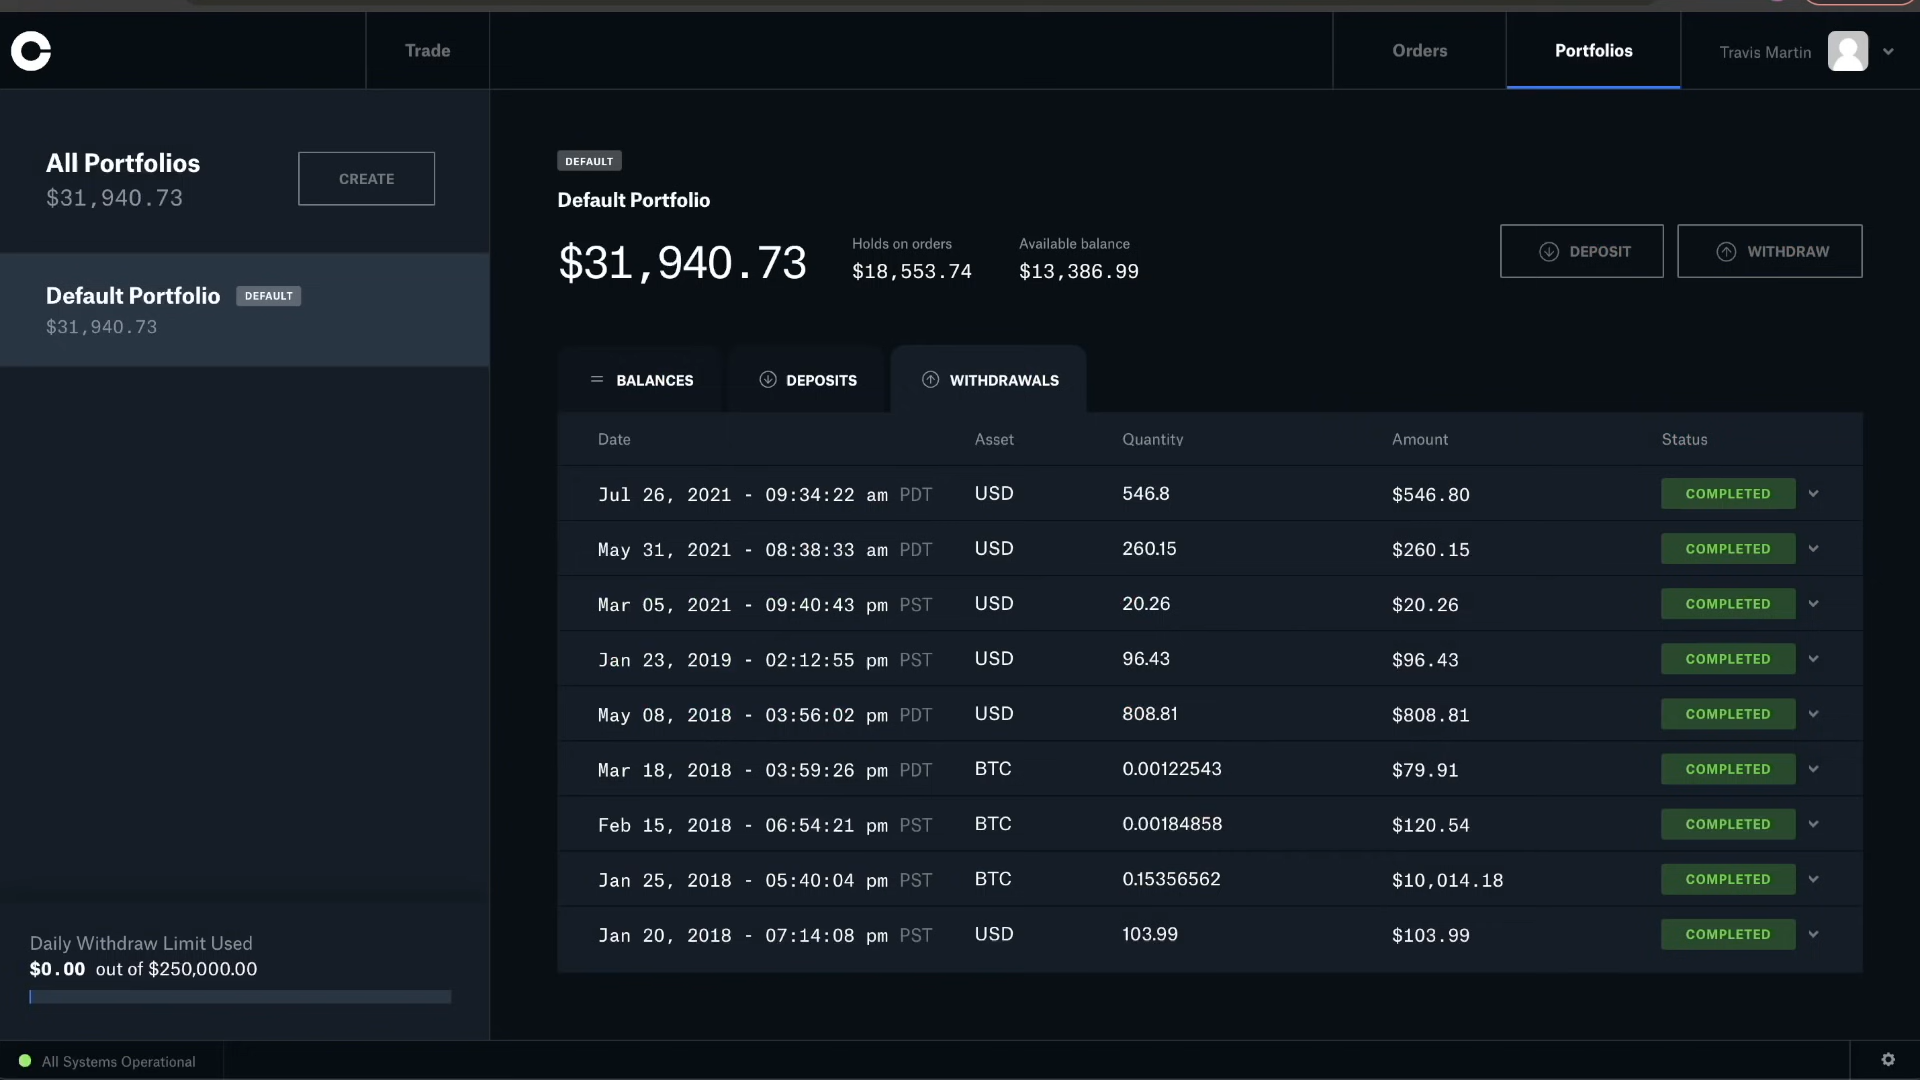 Trade
Orders
Portfolios
Travis Martin
All Portfolios
$31,940.73
CREATE
Default Portfolio DEFAULT
$31,940.73
DEFAULT
Default Portfolio
$31,940.73
Holds on orders
$18,553.74
Available balance
$13,386.99
DEPOSIT
WITHDRAW
BALANCES
DEPOSITS
WITHDRAWALS
Date Asset Quantity Amount Status
Jul 26, 2021 - 09:34:22 am PDT USD 546.8 $546.80 COMPLETED
May 31, 2021 - 08:38:33 am PDT USD 260.15 $260.15 COMPLETED
Mar 05, 2021 - 09:40:43 pm PST USD 20.26 $20.26 COMPLETED
Jan 23, 2019 - 02:12:55 pm PST USD 96.43 $96.43 COMPLETED
May 08, 2018 - 03:56:02 pm PDT USD 808.81 $808.81 COMPLETED
Mar 18, 2018 - 03:59:26 pm PDT BTC 0.00122543 $79.91 COMPLETED
Feb 15, 2018 - 06:54:21 pm PST BTC 0.00184858 $120.54 COMPLETED
Jan 25, 2018 - 05:40:04 pm PST BTC 0.15356562 $10,014.18 COMPLETED
Jan 20, 2018 - 07:14:08 pm PST USD 103.99 $103.99 COMPLETED
Daily Withdraw Limit Used
$0.00 out of $250,000.00
All Systems Operational